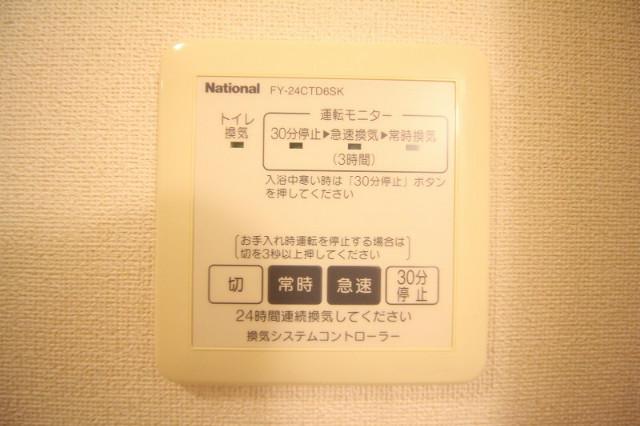 National FY-24CTD6SK
トイレ
換気
運転モニター
30分停止▶急速換気▶常時換気
(3時間)
入浴中寒い時は「30分停止」ボタン
を押してください
お手入れ時運転を停止する場合は
切を3秒以上押してください
切 常時 急速 30分
停止
24時間連続換気してください
換気システムコントローラー